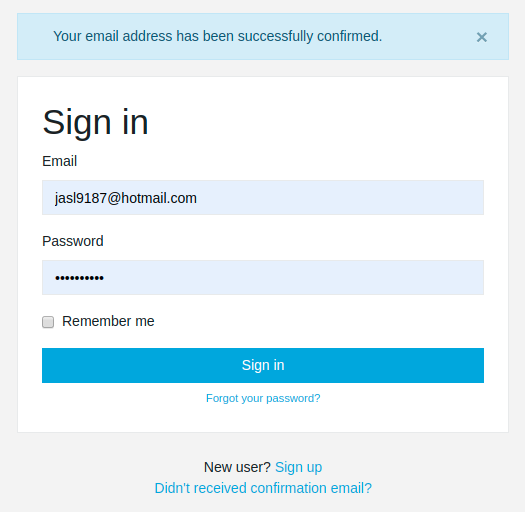 Your email address has been successfully confirmed. ×
Sign in
Email
jasl9187@hotmail.com
Password
••••••••••
Remember me
Sign in
Forgot your password?
New user? Sign up
Didn't received confirmation email?